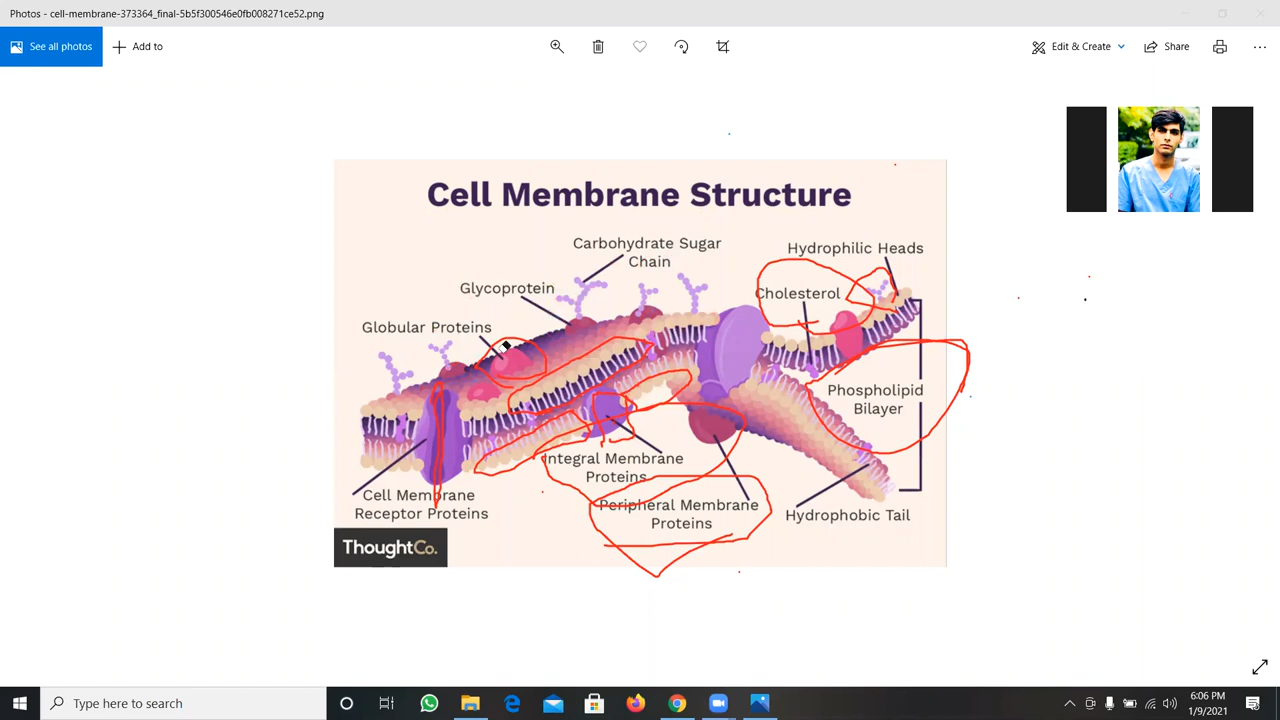 Photos - cell-membrane-373364_final-5b5f300546e0fb008271ce52.png
See all photos
Add to
Edit & Create
Share
Cell Membrane Structure
Carbohydrate Sugar
Chain
Hydrophilic Heads
Glycoprotein
Cholesterol
Globular Proteins
Phospholipid
Bilayer
Integral Membrane
Proteins
Cell Membrane
Receptor Proteins
Peripheral Membrane
Proteins
Hydrophobic Tail
ThoughtCo.
Type here to search
6:06 PM
1/9/2021